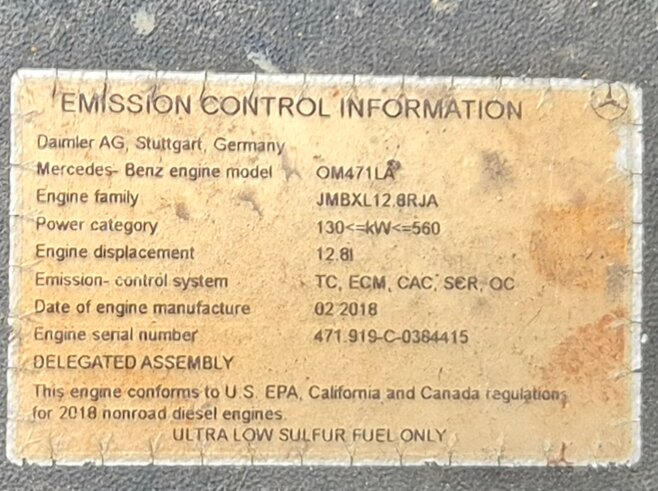 EMISSION CONTROL INFORMATION
Daimler AG, Stuttgart, Germany
Mercedes- Benz engine model OM471LA
Engine family JMBXL12.8RJA
Power category 130<=kW<=560
Engine displacement 12.8l
Emission- control system TC, ECM, CAC, SCR, OC
Date of engine manufacture 02 2018
Engine serial number 471.919-C-0384415
DELEGATED ASSEMBLY
This engine conforms to U.S. EPA, California and Canada regulations
for 2018 nonroad diesel engines.
ULTRA LOW SULFUR FUEL ONLY